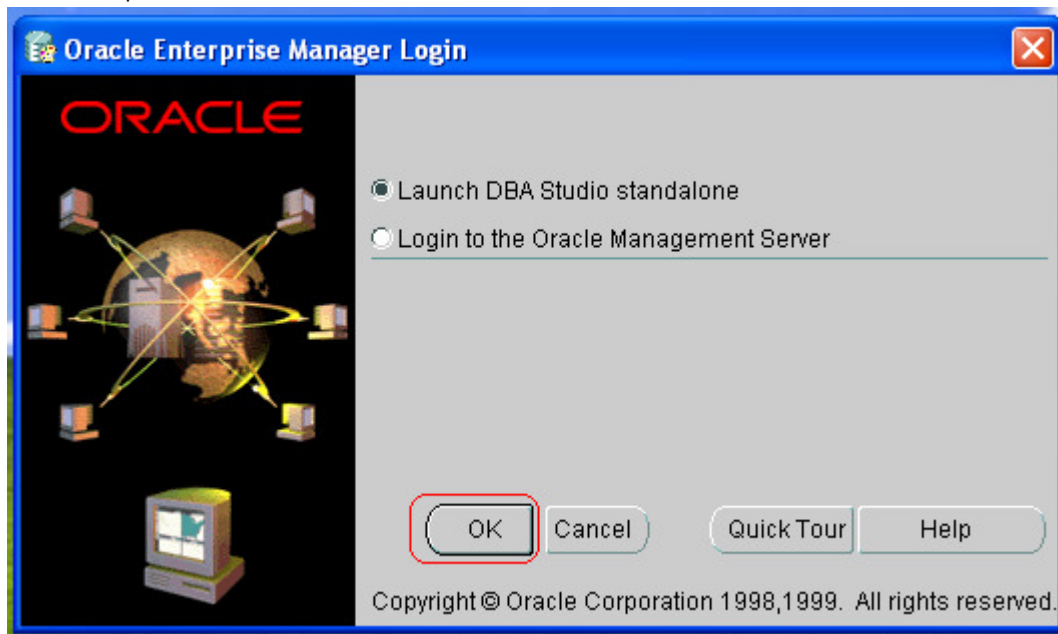 Oracle Enterprise Manager Login
ORACLE
Launch DBA Studio standalone
Login to the Oracle Management Server
OK Cancel Quick Tour Help
Copyright © Oracle Corporation 1998,1999. All rights reserved.